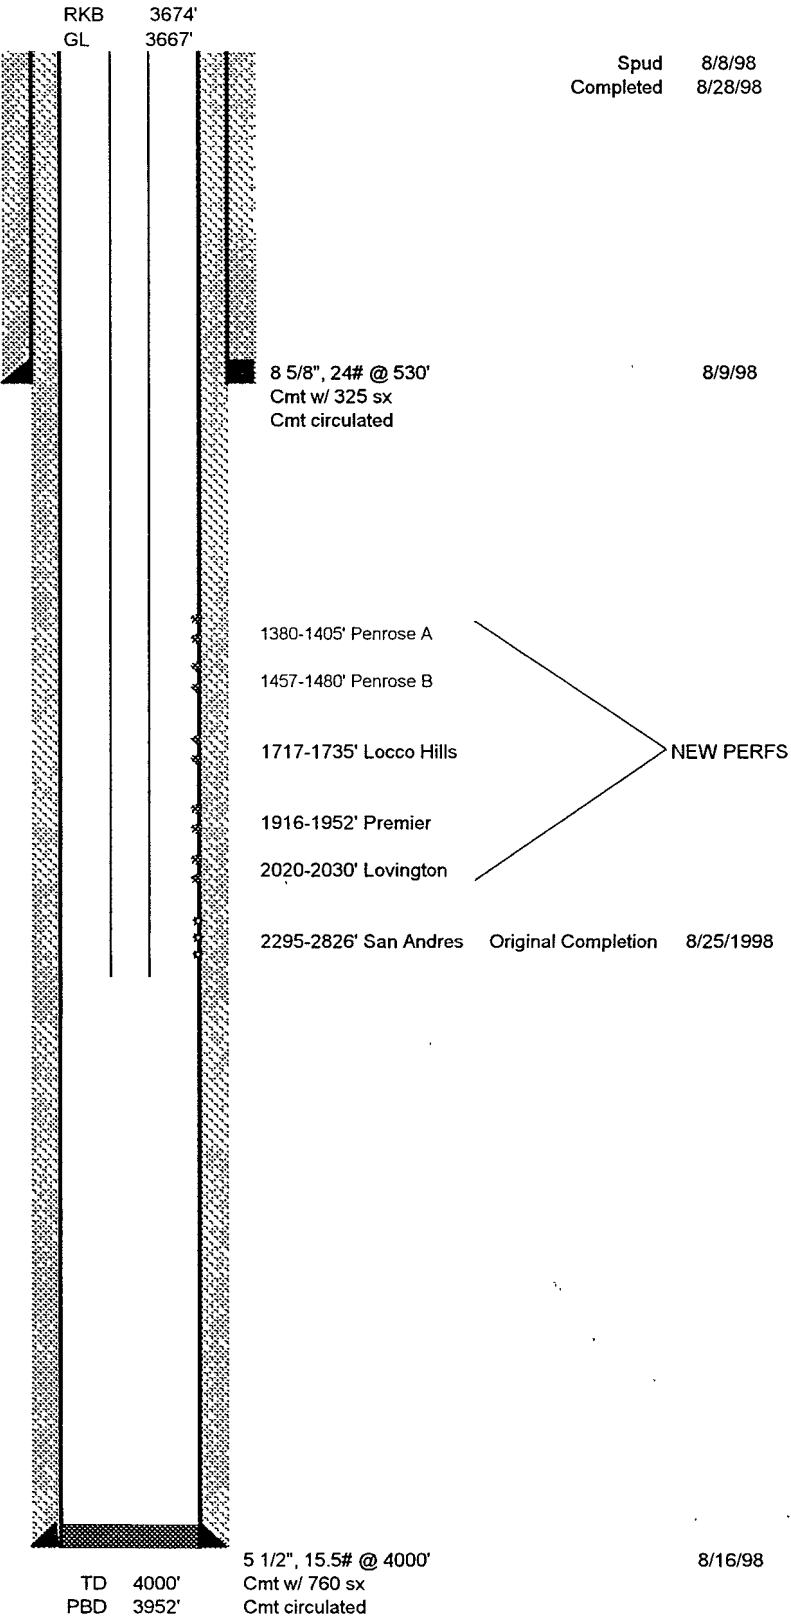 RKB 3674'
GL 3667'
Spud 8/8/98
Completed 8/28/98
8 5/8", 24# @ 530' 8/9/98
Cmt w/ 325 sx
Cmt circulated
1380-1405' Penrose A
1457-1480' Penrose B
1717-1735' Locco Hills NEW PERFS
1916-1952' Premier
2020-2030' Lovington
2295-2826' San Andres Original Completion 8/25/1998
5 1/2", 15.5# @ 4000' 8/16/98
TD 4000' Cmt w/ 760 sx
PBD 3952' Cmt circulated